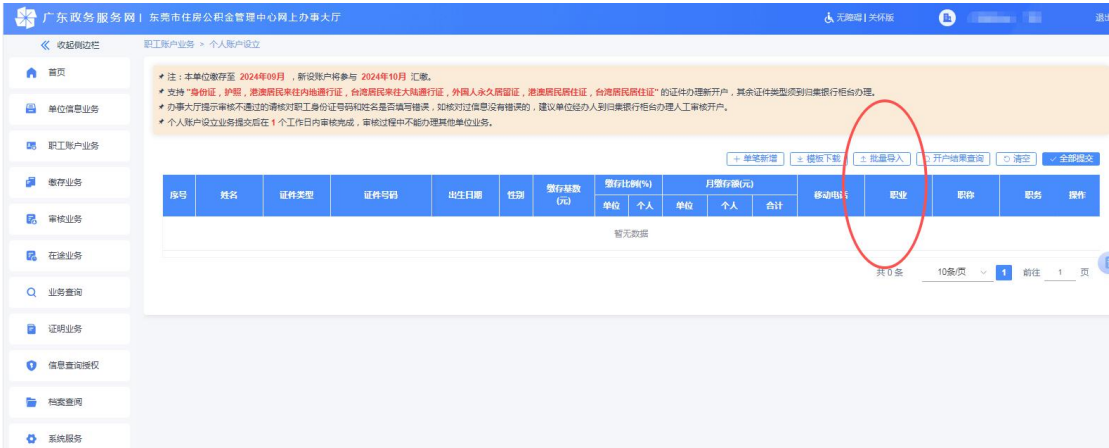 广东政务服务网 | 东莞市住房公积金管理中心网上办事大厅
无障碍 | 关怀版
退出
收起侧边栏
职工账户业务 > 个人账户设立
首页
单位信息业务
职工账户业务
缴存业务
审核业务
在途业务
业务查询
证明业务
信息查询授权
档案查阅
系统服务
注：本单位缴存至 2024年09月 ，新设账户将参与 2024年10月 汇缴。
支持 "身份证，护照，港澳居民来往内地通行证，台湾居民来往大陆通行证，外国人永久居留证，港澳居民居住证，台湾居民居住证" 的证件办理新开户，其余证件类型须到归集银行柜台办理。
办事大厅提示审核不通过的请核对职工身份证号码和姓名是否填写错误，如核对过信息没有错误的，建议单位经办人到归集银行柜台办理人工审核开户。
个人账户设立业务提交后在 1 个工作日内审核完成，审核过程中不能办理其他单位业务。
+ 单笔新增 模板下载 批量导入 开户结果查询 清空 全部提交
序号 姓名 证件类型 证件号码 出生日期 性别 缴存基数(元) 缴存比例(%) 月缴存额(元) 移动电话 职业 职称 职务 操作
单位 个人 单位 个人 合计
暂无数据
共 0 条 10条/页 1 前往 1 页